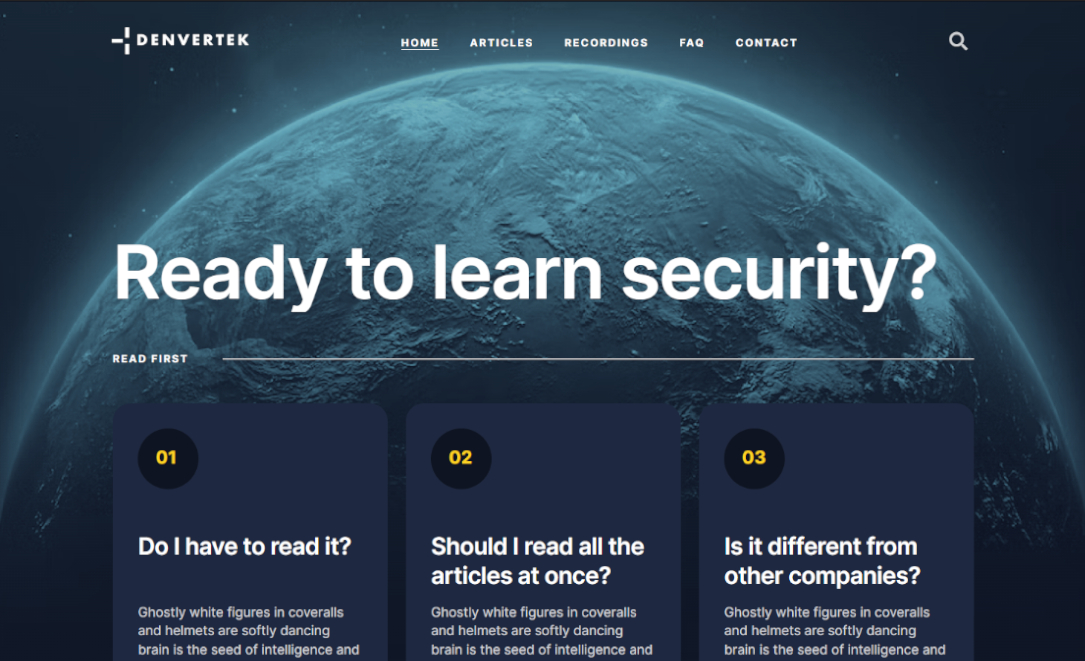 DENVERTEK
HOME ARTICLES RECORDINGS FAQ CONTACT
Ready to learn security?
READ FIRST
01
Do I have to read it?
Ghostly white figures in coveralls
and helmets are softly dancing
brain is the seed of intelligence and
02
Should I read all the
articles at once?
Ghostly white figures in coveralls
and helmets are softly dancing
brain is the seed of intelligence and
03
Is it different from
other companies?
Ghostly white figures in coveralls
and helmets are softly dancing
brain is the seed of intelligence and